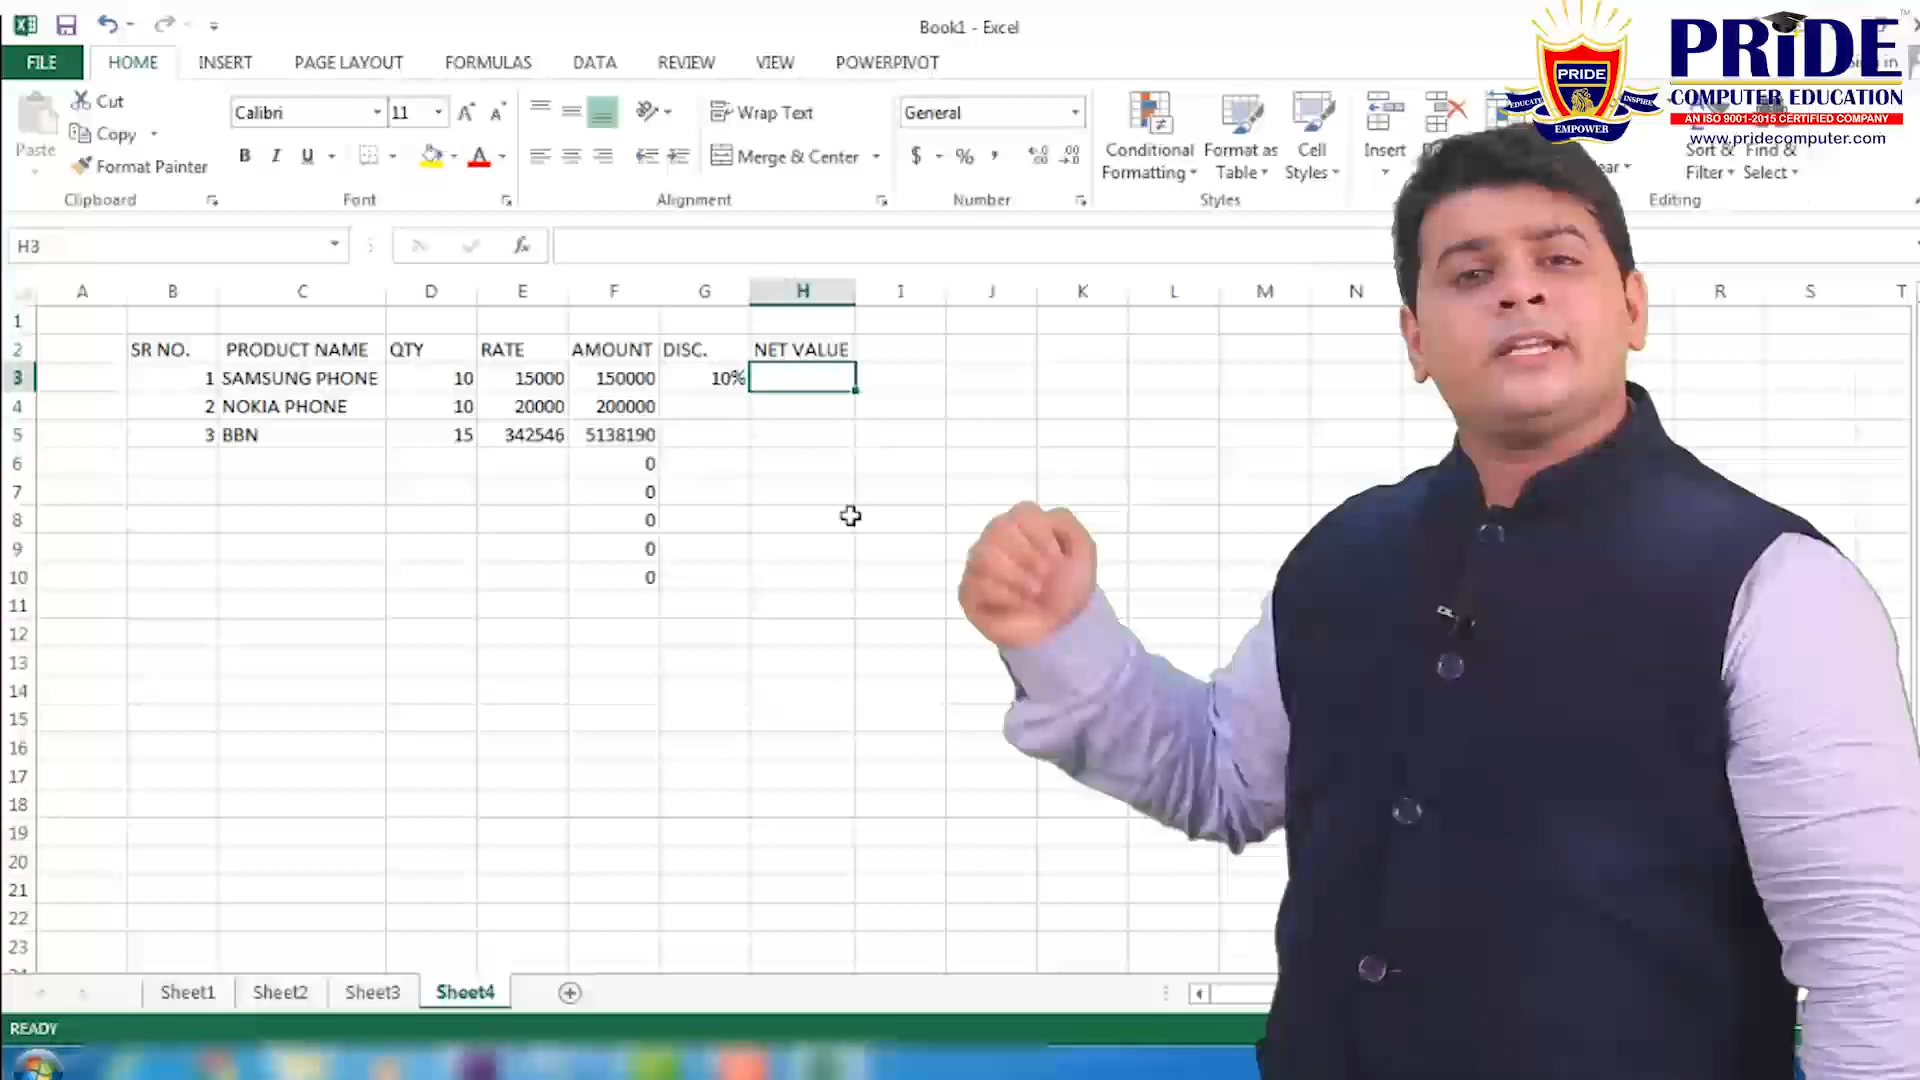 Book1 - Excel
PRiDE
COMPUTER EDUCATION
AN ISO 9001-2015 CERTIFIED COMPANY
www.pridecomputer.com
PRIDE
EDUCATE
INSPIRE
EMPOWER
FILE HOME INSERT PAGE LAYOUT FORMULAS DATA REVIEW VIEW POWERPIVOT
Paste
Cut
Copy
Format Painter
Calibri 11
B I U A
Wrap Text
Merge & Center
General
$ % ,
Conditional Formatting
Format as Table
Cell Styles
Insert
Sort & Filter
Find & Select
Clipboard Font Alignment Number Styles Editing
H3 fx
A B C D E F G H I J K L M N R S T
1
2 SR NO. PRODUCT NAME QTY RATE AMOUNT DISC. NET VALUE
3 1 SAMSUNG PHONE 10 15000 150000 10%
4 2 NOKIA PHONE 10 20000 200000
5 3 BBN 15 342546 5138190
6 0
7 0
8 0
9 0
10 0
11
12
13
14
15
16
17
18
19
20
21
22
23
Sheet1 Sheet2 Sheet3 Sheet4
READY